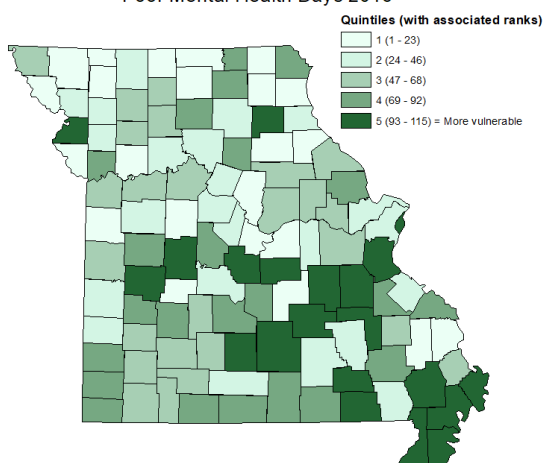 Poor Mental Health Days
Quintiles (with associated ranks)
1 (1 - 23)
2 (24 - 46)
3 (47 - 68)
4 (69 - 92)
5 (93 - 115) = More vulnerable